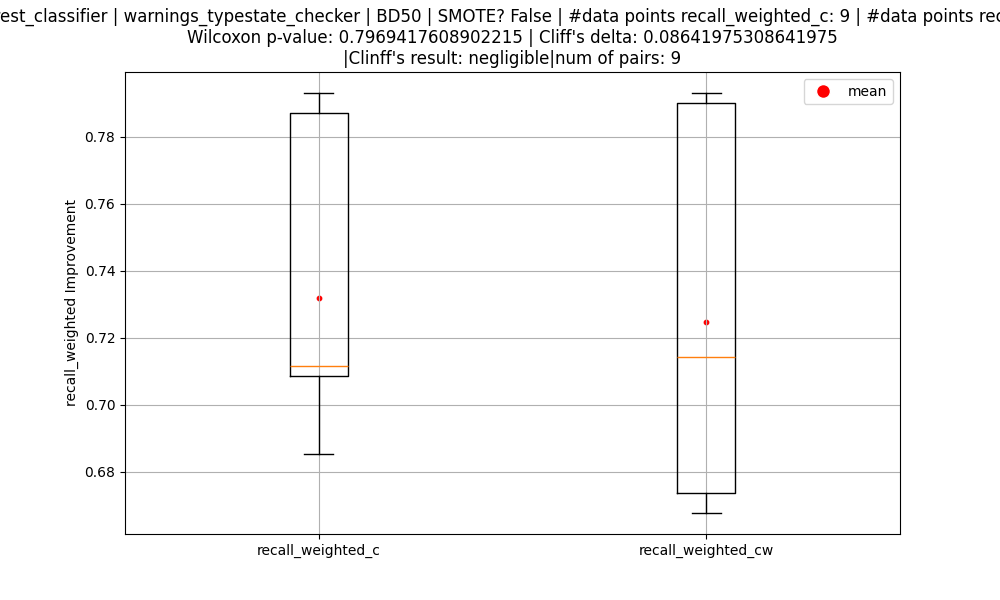 est_classifier | warnings_typestate_checker | BD50 | SMOTE? False | #data points recall_weighted_c: 9 | #data points rec
Wilcoxon p-value: 0.7969417608902215 | Cliff's delta: 0.08641975308641975
|Clinff's result: negligible|num of pairs: 9
mean
0.78
0.76
0.74
0.72
0.70
0.68
recall_weighted Improvement
recall_weighted_c
recall_weighted_cw